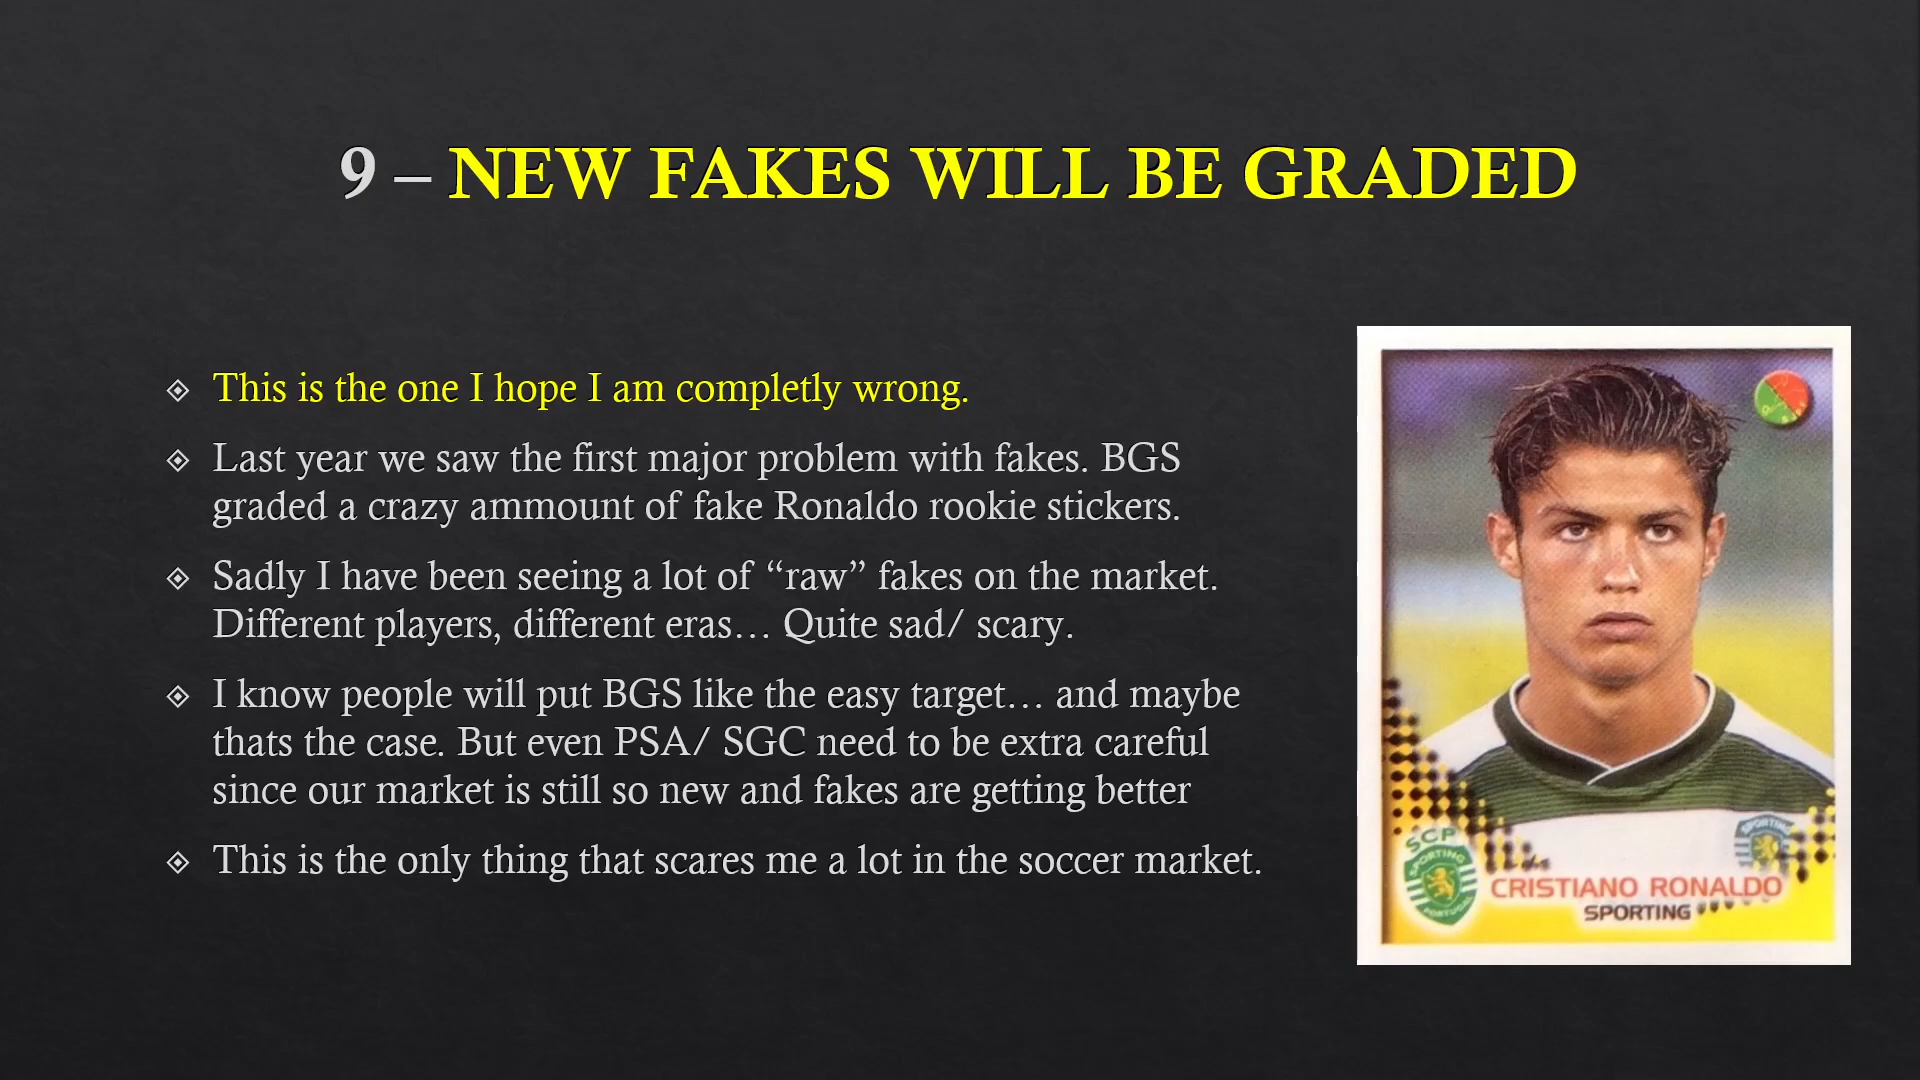 9 – NEW FAKES WILL BE GRADED
This is the one I hope I am completly wrong.
Last year we saw the first major problem with fakes. BGS
graded a crazy ammount of fake Ronaldo rookie stickers.
Sadly I have been seeing a lot of “raw” fakes on the market.
Different players, different eras… Quite sad/ scary.
I know people will put BGS like the easy target… and maybe
thats the case. But even PSA/ SGC need to be extra careful
since our market is still so new and fakes are getting better
This is the only thing that scares me a lot in the soccer market.
SCP
SPORTING
PORTUGAL
SPORTING
CRISTIANO RONALDO
SPORTING